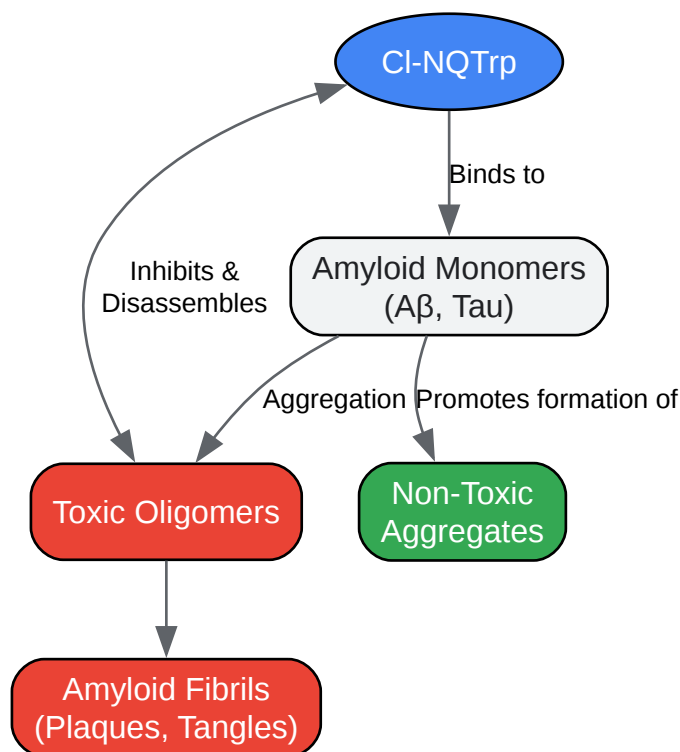 Cl-NQTrp
Binds to
Amyloid Monomers
(Aβ, Tau)
Inhibits &
Disassembles
Aggregation
Promotes formation of
Toxic Oligomers
Non-Toxic
Aggregates
Amyloid Fibrils
(Plaques, Tangles)